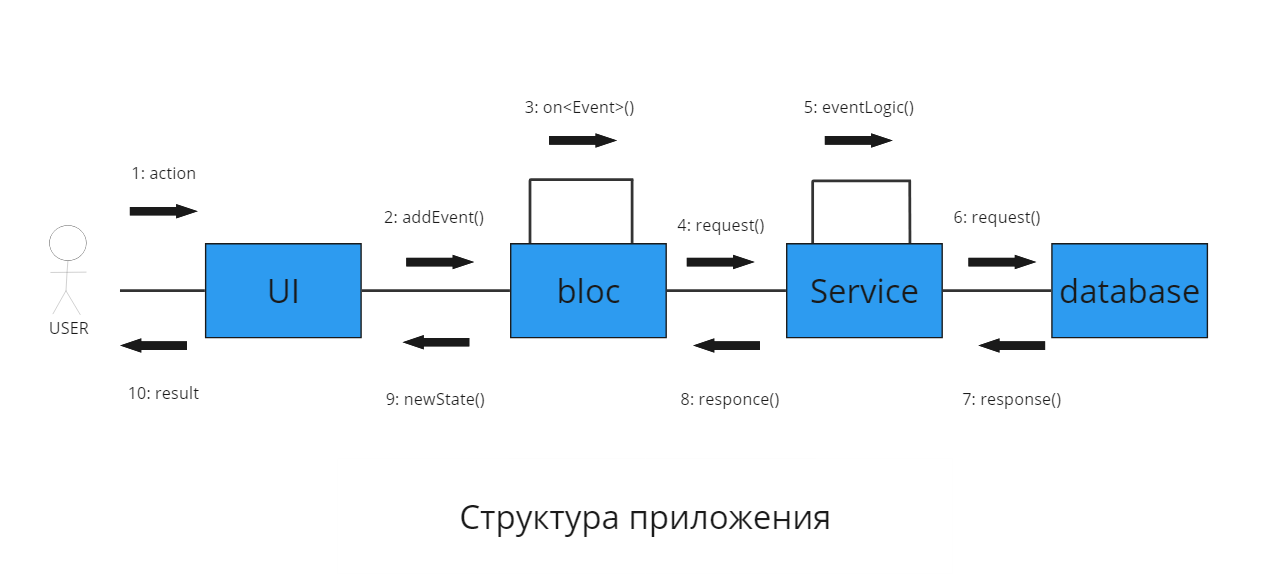 3: on<Event>()
5: eventLogic()
1: action
2: addEvent()
4: request()
6: request()
USER
UI
bloc
Service
database
10: result
9: newState()
8: responce()
7: response()
Структура приложения